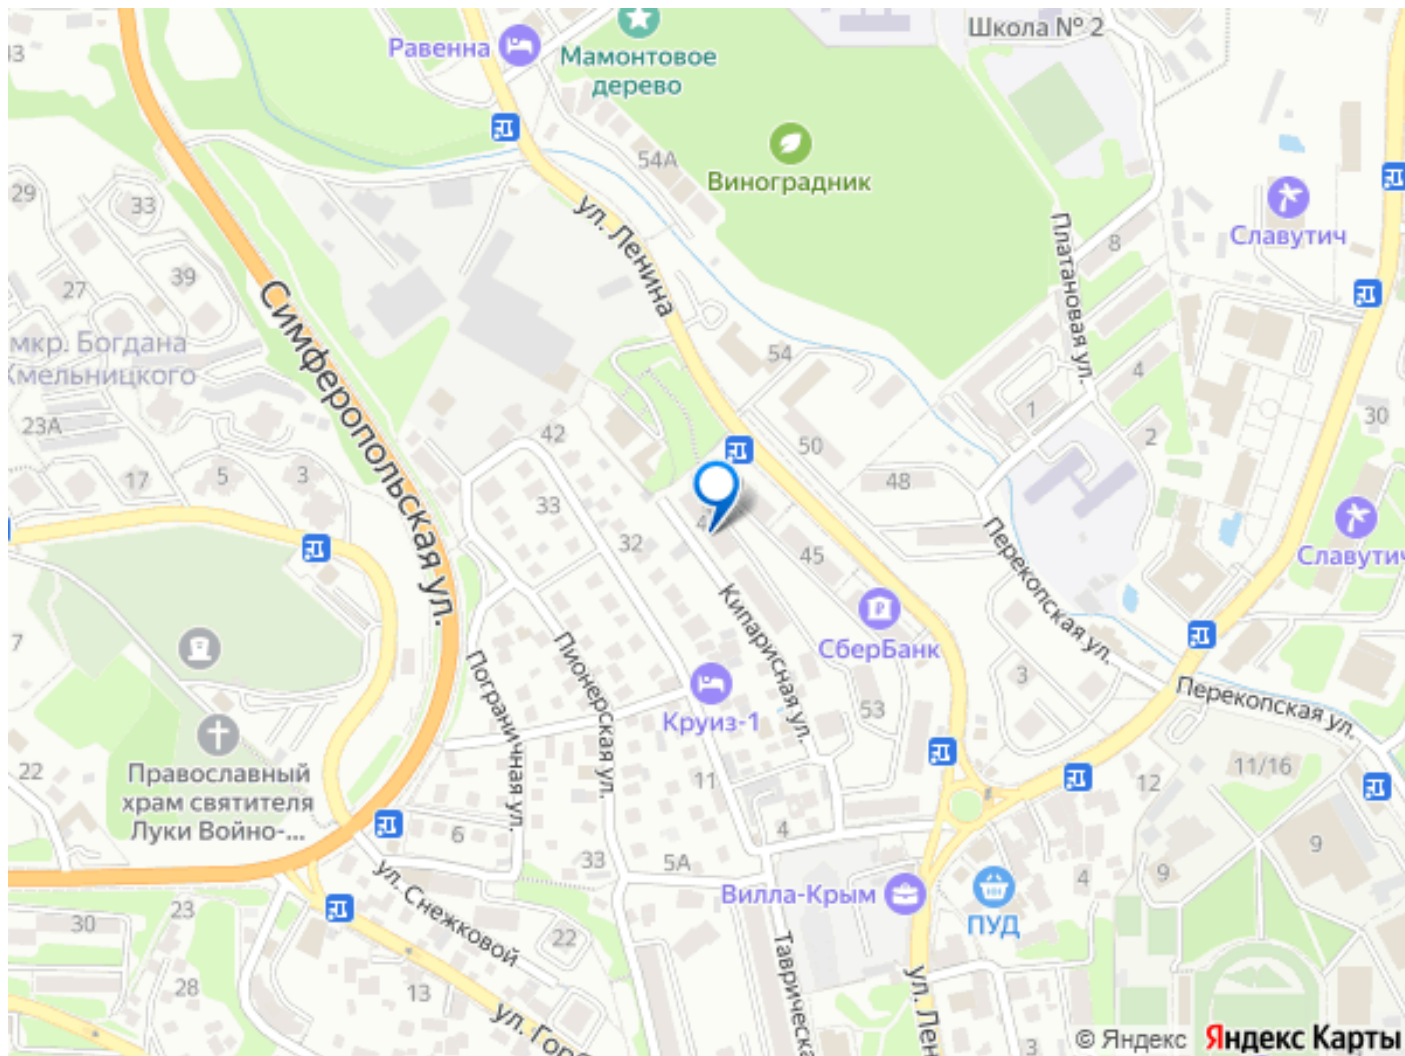 Школа № 2
Равенна
13
Мамонтовое
дерево
54А
Виноградник
29
33
ул. Ленина
Славутич
8
Платановая ул.
39
27
Симферопольская ул.
мкр. Богдана
Хмельницкого
54
4
23А
1
30
42
50
2
17
5
3
48
33
32
45
Славутич
Перекопская ул.
Кипарисная ул.
СберБанк
7
Пионерская ул.
Пограничная ул.
3
Круиз-1
53
Перекопская ул.
22
Православный
храм святителя
Луки Войно-...
11
12
11/16
6
4
33
5А
9
9
4
ул. Снежковой
Вилла-Крым
ПУД
23
30
22
Таврическа
28
13
ул. Лен
ул. Горь
3
© Яндекс Яндекс Карты